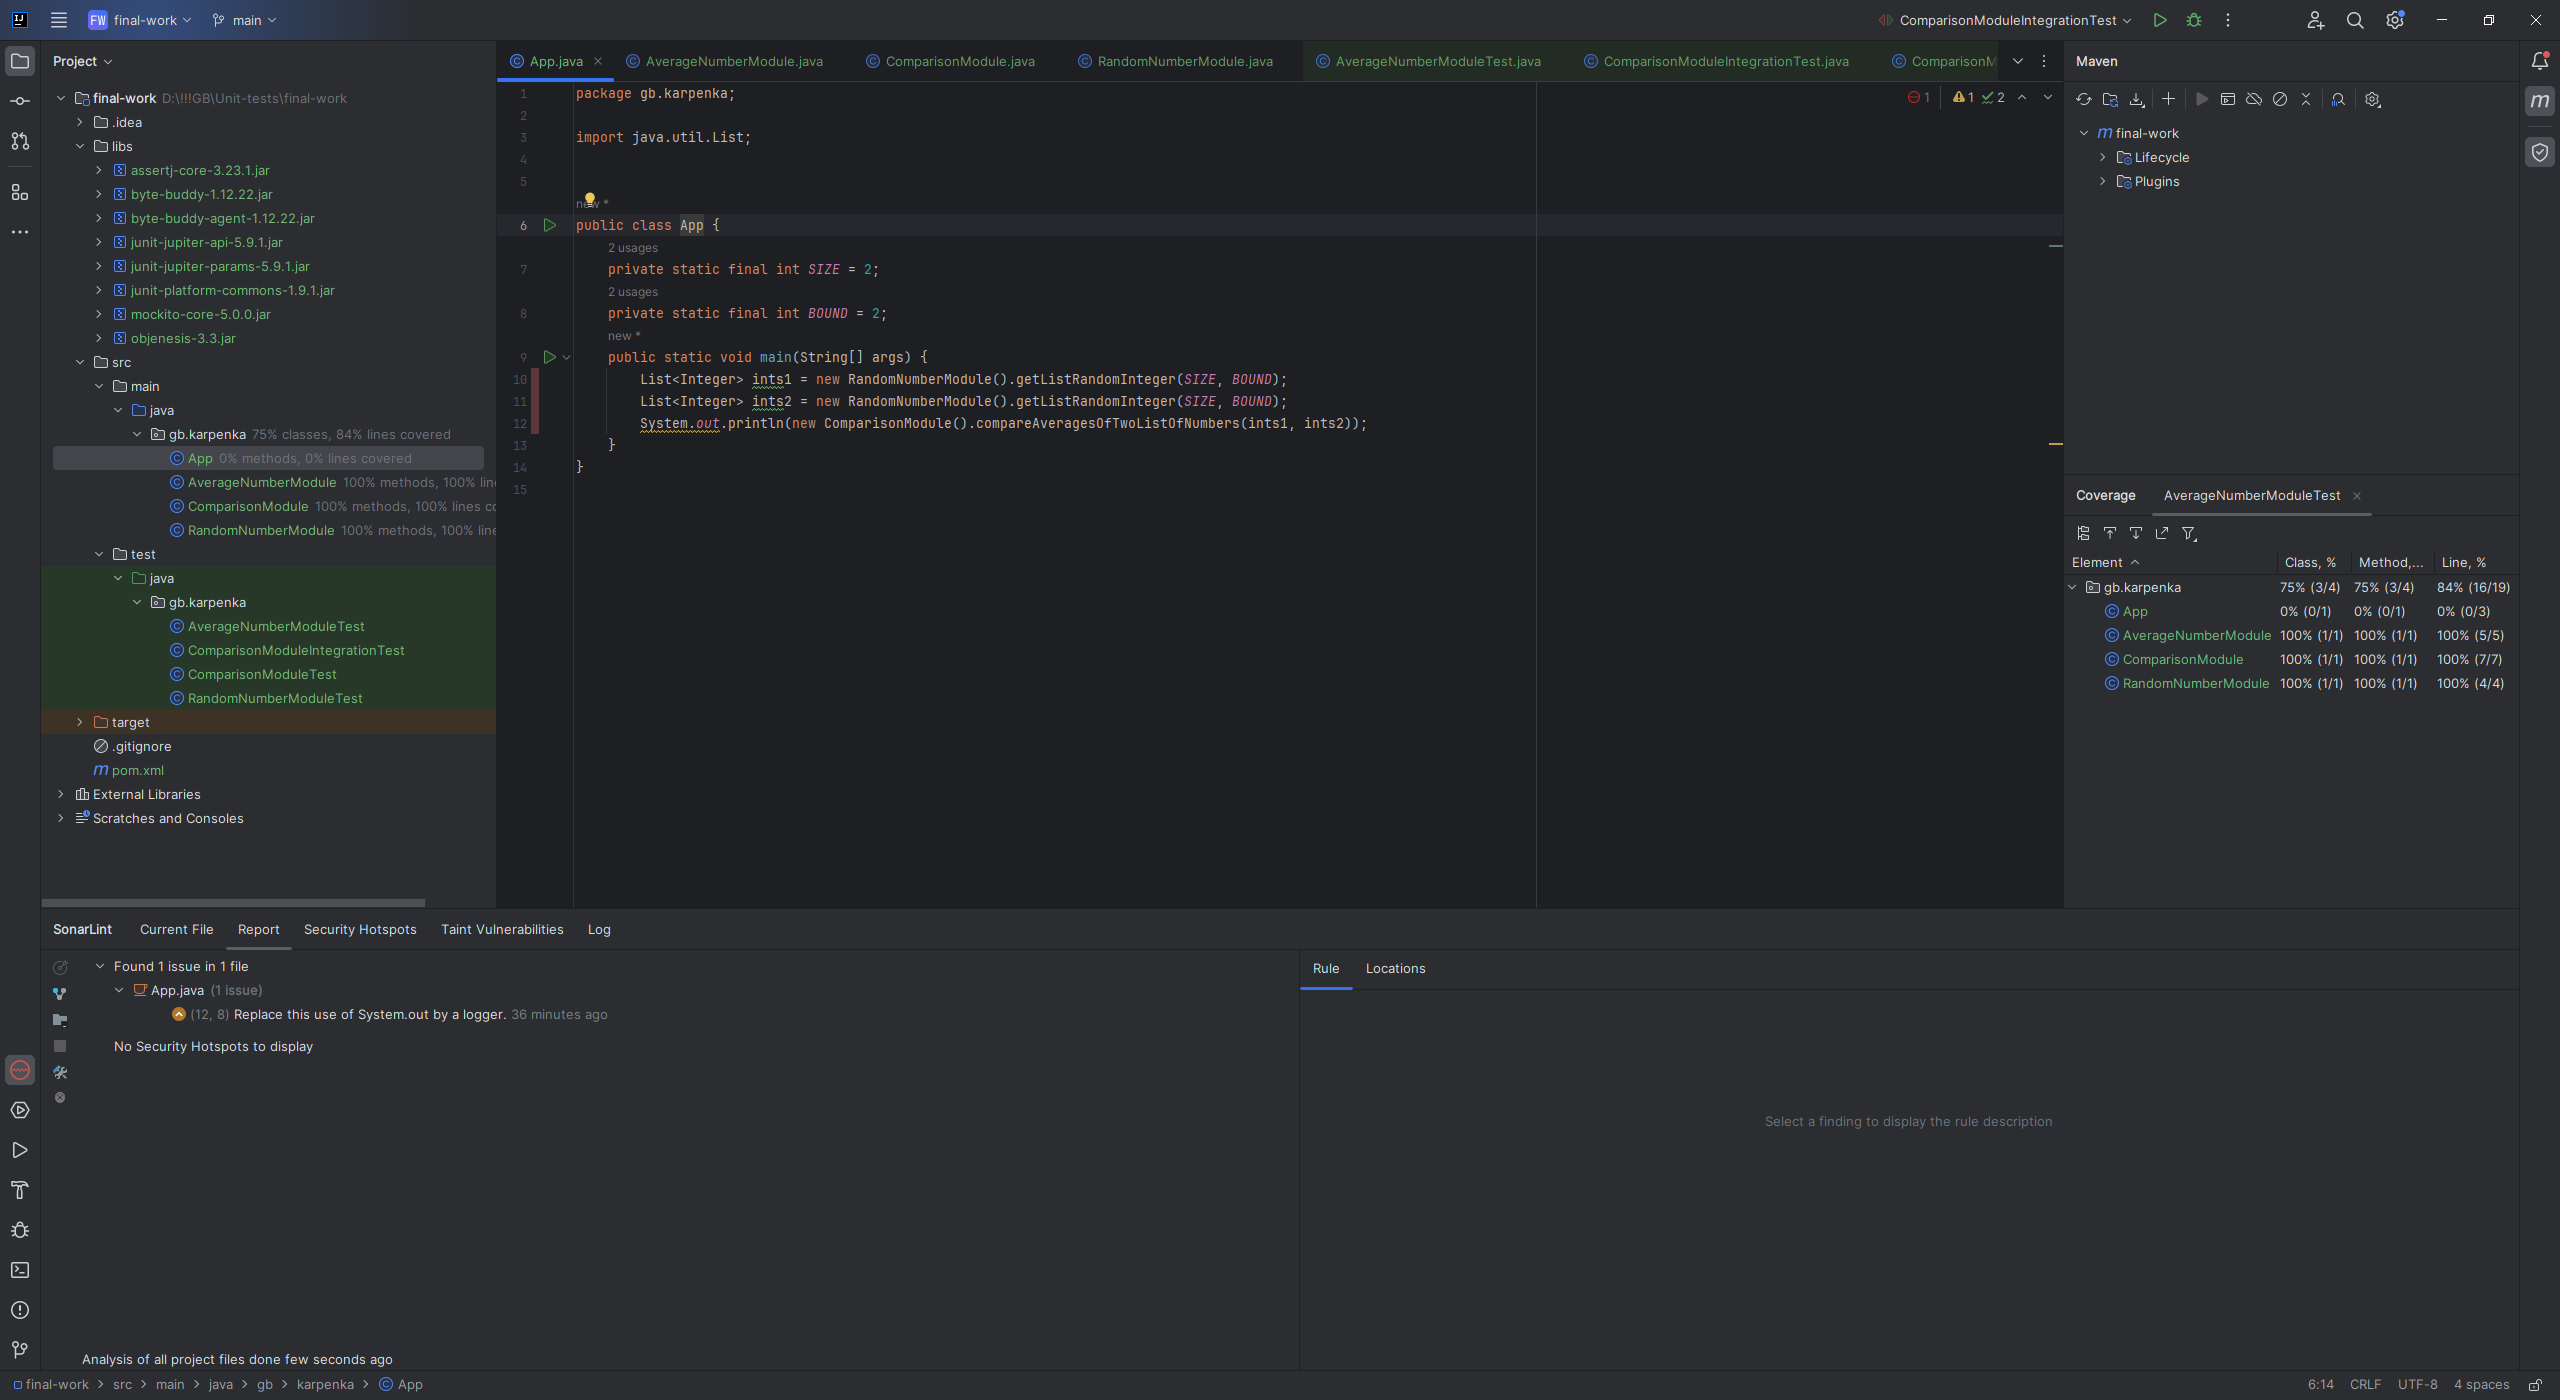 FW final-work main
ComparisonModuleIntegrationTest
Project
final-work D:\!!!GB\Unit-tests\final-work
.idea
libs
assertj-core-3.23.1.jar
byte-buddy-1.12.22.jar
byte-buddy-agent-1.12.22.jar
junit-jupiter-api-5.9.1.jar
junit-jupiter-params-5.9.1.jar
junit-platform-commons-1.9.1.jar
mockito-core-5.0.0.jar
objenesis-3.3.jar
src
main
java
gb.karpenka 75% classes, 84% lines covered
App 0% methods, 0% lines covered
AverageNumberModule 100% methods, 100% lin
ComparisonModule 100% methods, 100% lines co
RandomNumberModule 100% methods, 100% line
test
java
gb.karpenka
AverageNumberModuleTest
ComparisonModuleIntegrationTest
ComparisonModuleTest
RandomNumberModuleTest
target
.gitignore
pom.xml
External Libraries
Scratches and Consoles
App.java AverageNumberModule.java ComparisonModule.java RandomNumberModule.java AverageNumberModuleTest.java ComparisonModuleIntegrationTest.java ComparisonM
1 package gb.karpenka;
1 1 2
2
3 import java.util.List;
4
5
new *
6 public class App {
2 usages
7 private static final int SIZE = 2;
2 usages
8 private static final int BOUND = 2;
new *
9 public static void main(String[] args) {
10 List<Integer> ints1 = new RandomNumberModule().getListRandomInteger(SIZE, BOUND);
11 List<Integer> ints2 = new RandomNumberModule().getListRandomInteger(SIZE, BOUND);
12 System.out.println(new ComparisonModule().compareAveragesOfTwoListOfNumbers(ints1, ints2));
13 }
14 }
15
Maven
m final-work
Lifecycle
Plugins
Coverage AverageNumberModuleTest
Element Class, % Method,... Line, %
gb.karpenka 75% (3/4) 75% (3/4) 84% (16/19)
App 0% (0/1) 0% (0/1) 0% (0/3)
AverageNumberModule 100% (1/1) 100% (1/1) 100% (5/5)
ComparisonModule 100% (1/1) 100% (1/1) 100% (7/7)
RandomNumberModule 100% (1/1) 100% (1/1) 100% (4/4)
SonarLint Current File Report Security Hotspots Taint Vulnerabilities Log
Found 1 issue in 1 file
App.java (1 issue)
(12, 8) Replace this use of System.out by a logger. 36 minutes ago
No Security Hotspots to display
Rule Locations
Select a finding to display the rule description
Analysis of all project files done few seconds ago
final-work > src > main > java > gb > karpenka > App
6:14 CRLF UTF-8 4 spaces